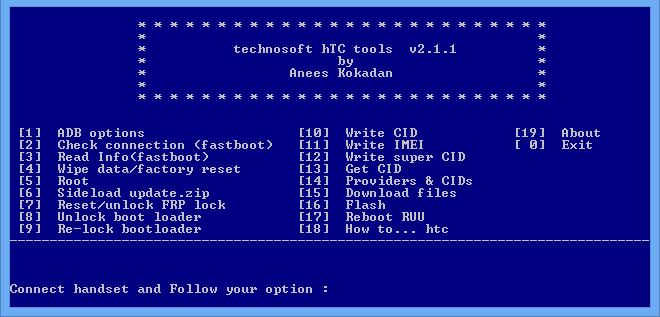 * * * * * * * * * * * * * * * * * * * * * * * * * *
* *
* technosoft hTC tools v2.1.1 *
* by *
* Anees Kokadan *
* *
* * * * * * * * * * * * * * * * * * * * * * * * * *
[1] ADB options [10] Write CID [19] About
[2] Check connection (fastboot) [11] Write IMEI [ 0] Exit
[3] Read Info(fastboot) [12] Write super CID
[4] Wipe data/factory reset [13] Get CID
[5] Root [14] Providers & CIDs
[6] Sideload update.zip [15] Download files
[7] Reset/unlock FRP lock [16] Flash
[8] Unlock boot loader [17] Reboot RUU
[9] Re-lock bootloader [18] How to... htc
Connect handset and Follow your option :